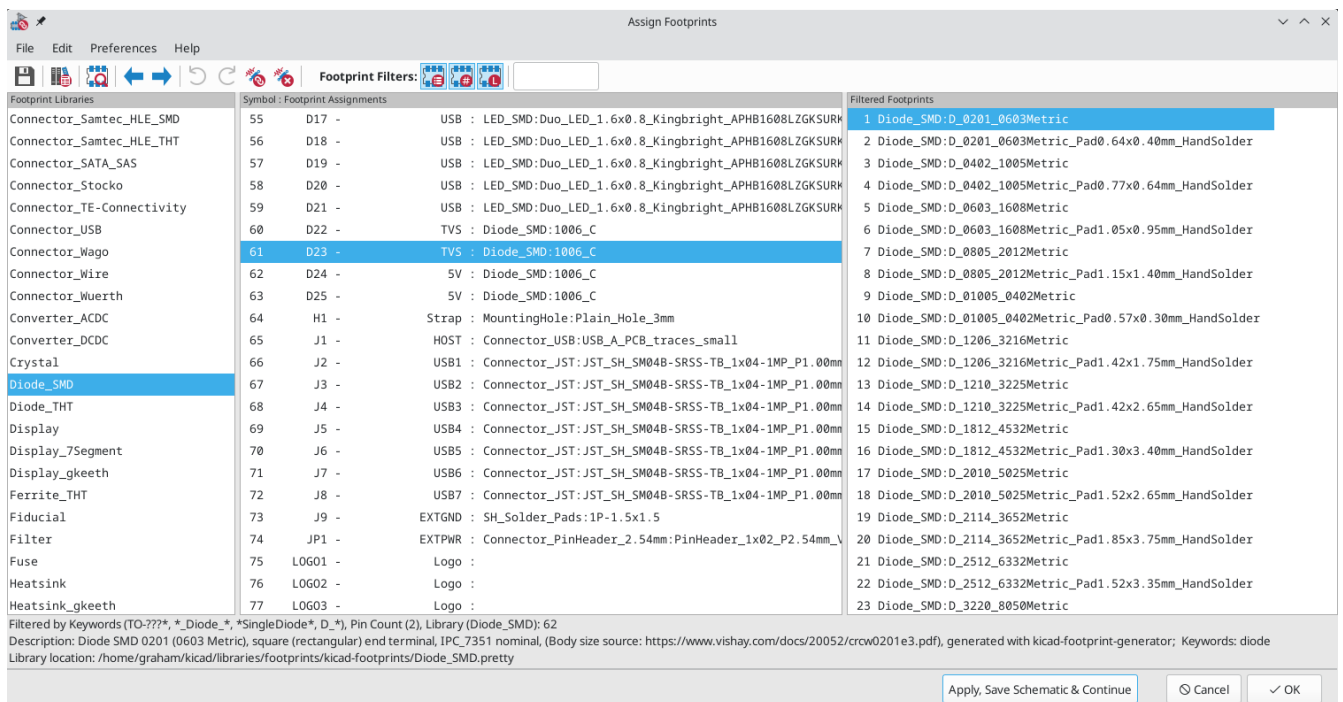 Assign Footprints
File Edit Preferences Help
Footprint Filters:
Footprint Libraries
Connector_Samtec_HLE_SMD
Connector_Samtec_HLE_THT
Connector_SATA_SAS
Connector_Stocko
Connector_TE-Connectivity
Connector_USB
Connector_Wago
Connector_Wire
Connector_Wuerth
Converter_ACDC
Converter_DCDC
Crystal
Diode_SMD
Diode_THT
Display
Display_7Segment
Display_gkeeth
Ferrite_THT
Fiducial
Filter
Fuse
Heatsink
Heatsink_gkeeth
Symbol : Footprint Assignments
55 D17 - USB : LED_SMD:Duo_LED_1.6x0.8_Kingbright_APHB1608LZGKSURK
56 D18 - USB : LED_SMD:Duo_LED_1.6x0.8_Kingbright_APHB1608LZGKSURK
57 D19 - USB : LED_SMD:Duo_LED_1.6x0.8_Kingbright_APHB1608LZGKSURK
58 D20 - USB : LED_SMD:Duo_LED_1.6x0.8_Kingbright_APHB1608LZGKSURK
59 D21 - USB : LED_SMD:Duo_LED_1.6x0.8_Kingbright_APHB1608LZGKSURK
60 D22 - TVS : Diode_SMD:1006_C
61 D23 - TVS : Diode_SMD:1006_C
62 D24 - 5V : Diode_SMD:1006_C
63 D25 - 5V : Diode_SMD:1006_C
64 H1 - Strap : MountingHole:Plain_Hole_3mm
65 J1 - HOST : Connector_USB:USB_A_PCB_traces_small
66 J2 - USB1 : Connector_JST:JST_SH_SM04B-SRSS-TB_1x04-1MP_P1.00mm
67 J3 - USB2 : Connector_JST:JST_SH_SM04B-SRSS-TB_1x04-1MP_P1.00mm
68 J4 - USB3 : Connector_JST:JST_SH_SM04B-SRSS-TB_1x04-1MP_P1.00mm
69 J5 - USB4 : Connector_JST:JST_SH_SM04B-SRSS-TB_1x04-1MP_P1.00mm
70 J6 - USB5 : Connector_JST:JST_SH_SM04B-SRSS-TB_1x04-1MP_P1.00mm
71 J7 - USB6 : Connector_JST:JST_SH_SM04B-SRSS-TB_1x04-1MP_P1.00mm
72 J8 - USB7 : Connector_JST:JST_SH_SM04B-SRSS-TB_1x04-1MP_P1.00mm
73 J9 - EXTGND : SH_Solder_Pads:1P-1.5x1.5
74 JP1 - EXTPWR : Connector_PinHeader_2.54mm:PinHeader_1x02_P2.54mm_V
75 LOGO1 - Logo :
76 LOGO2 - Logo :
77 LOGO3 - Logo :
Filtered Footprints
1 Diode_SMD:D_0201_0603Metric
2 Diode_SMD:D_0201_0603Metric_Pad0.64x0.40mm_HandSolder
3 Diode_SMD:D_0402_1005Metric
4 Diode_SMD:D_0402_1005Metric_Pad0.77x0.64mm_HandSolder
5 Diode_SMD:D_0603_1608Metric
6 Diode_SMD:D_0603_1608Metric_Pad1.05x0.95mm_HandSolder
7 Diode_SMD:D_0805_2012Metric
8 Diode_SMD:D_0805_2012Metric_Pad1.15x1.40mm_HandSolder
9 Diode_SMD:D_01005_0402Metric
10 Diode_SMD:D_01005_0402Metric_Pad0.57x0.30mm_HandSolder
11 Diode_SMD:D_1206_3216Metric
12 Diode_SMD:D_1206_3216Metric_Pad1.42x1.75mm_HandSolder
13 Diode_SMD:D_1210_3225Metric
14 Diode_SMD:D_1210_3225Metric_Pad1.42x2.65mm_HandSolder
15 Diode_SMD:D_1812_4532Metric
16 Diode_SMD:D_1812_4532Metric_Pad1.30x3.40mm_HandSolder
17 Diode_SMD:D_2010_5025Metric
18 Diode_SMD:D_2010_5025Metric_Pad1.52x2.65mm_HandSolder
19 Diode_SMD:D_2114_3652Metric
20 Diode_SMD:D_2114_3652Metric_Pad1.85x3.75mm_HandSolder
21 Diode_SMD:D_2512_6332Metric
22 Diode_SMD:D_2512_6332Metric_Pad1.52x3.35mm_HandSolder
23 Diode_SMD:D_3220_8050Metric
Filtered by Keywords (TO-???*, *_Diode_*, *SingleDiode*, D_*), Pin Count (2), Library (Diode_SMD): 62
Description: Diode SMD 0201 (0603 Metric), square (rectangular) end terminal, IPC_7351 nominal, (Body size source: https://www.vishay.com/docs/20052/crcw0201e3.pdf), generated with kicad-footprint-generator; Keywords: diode
Library location: /home/graham/kicad/libraries/footprints/kicad-footprints/Diode_SMD.pretty
Apply, Save Schematic & Continue
Cancel
OK